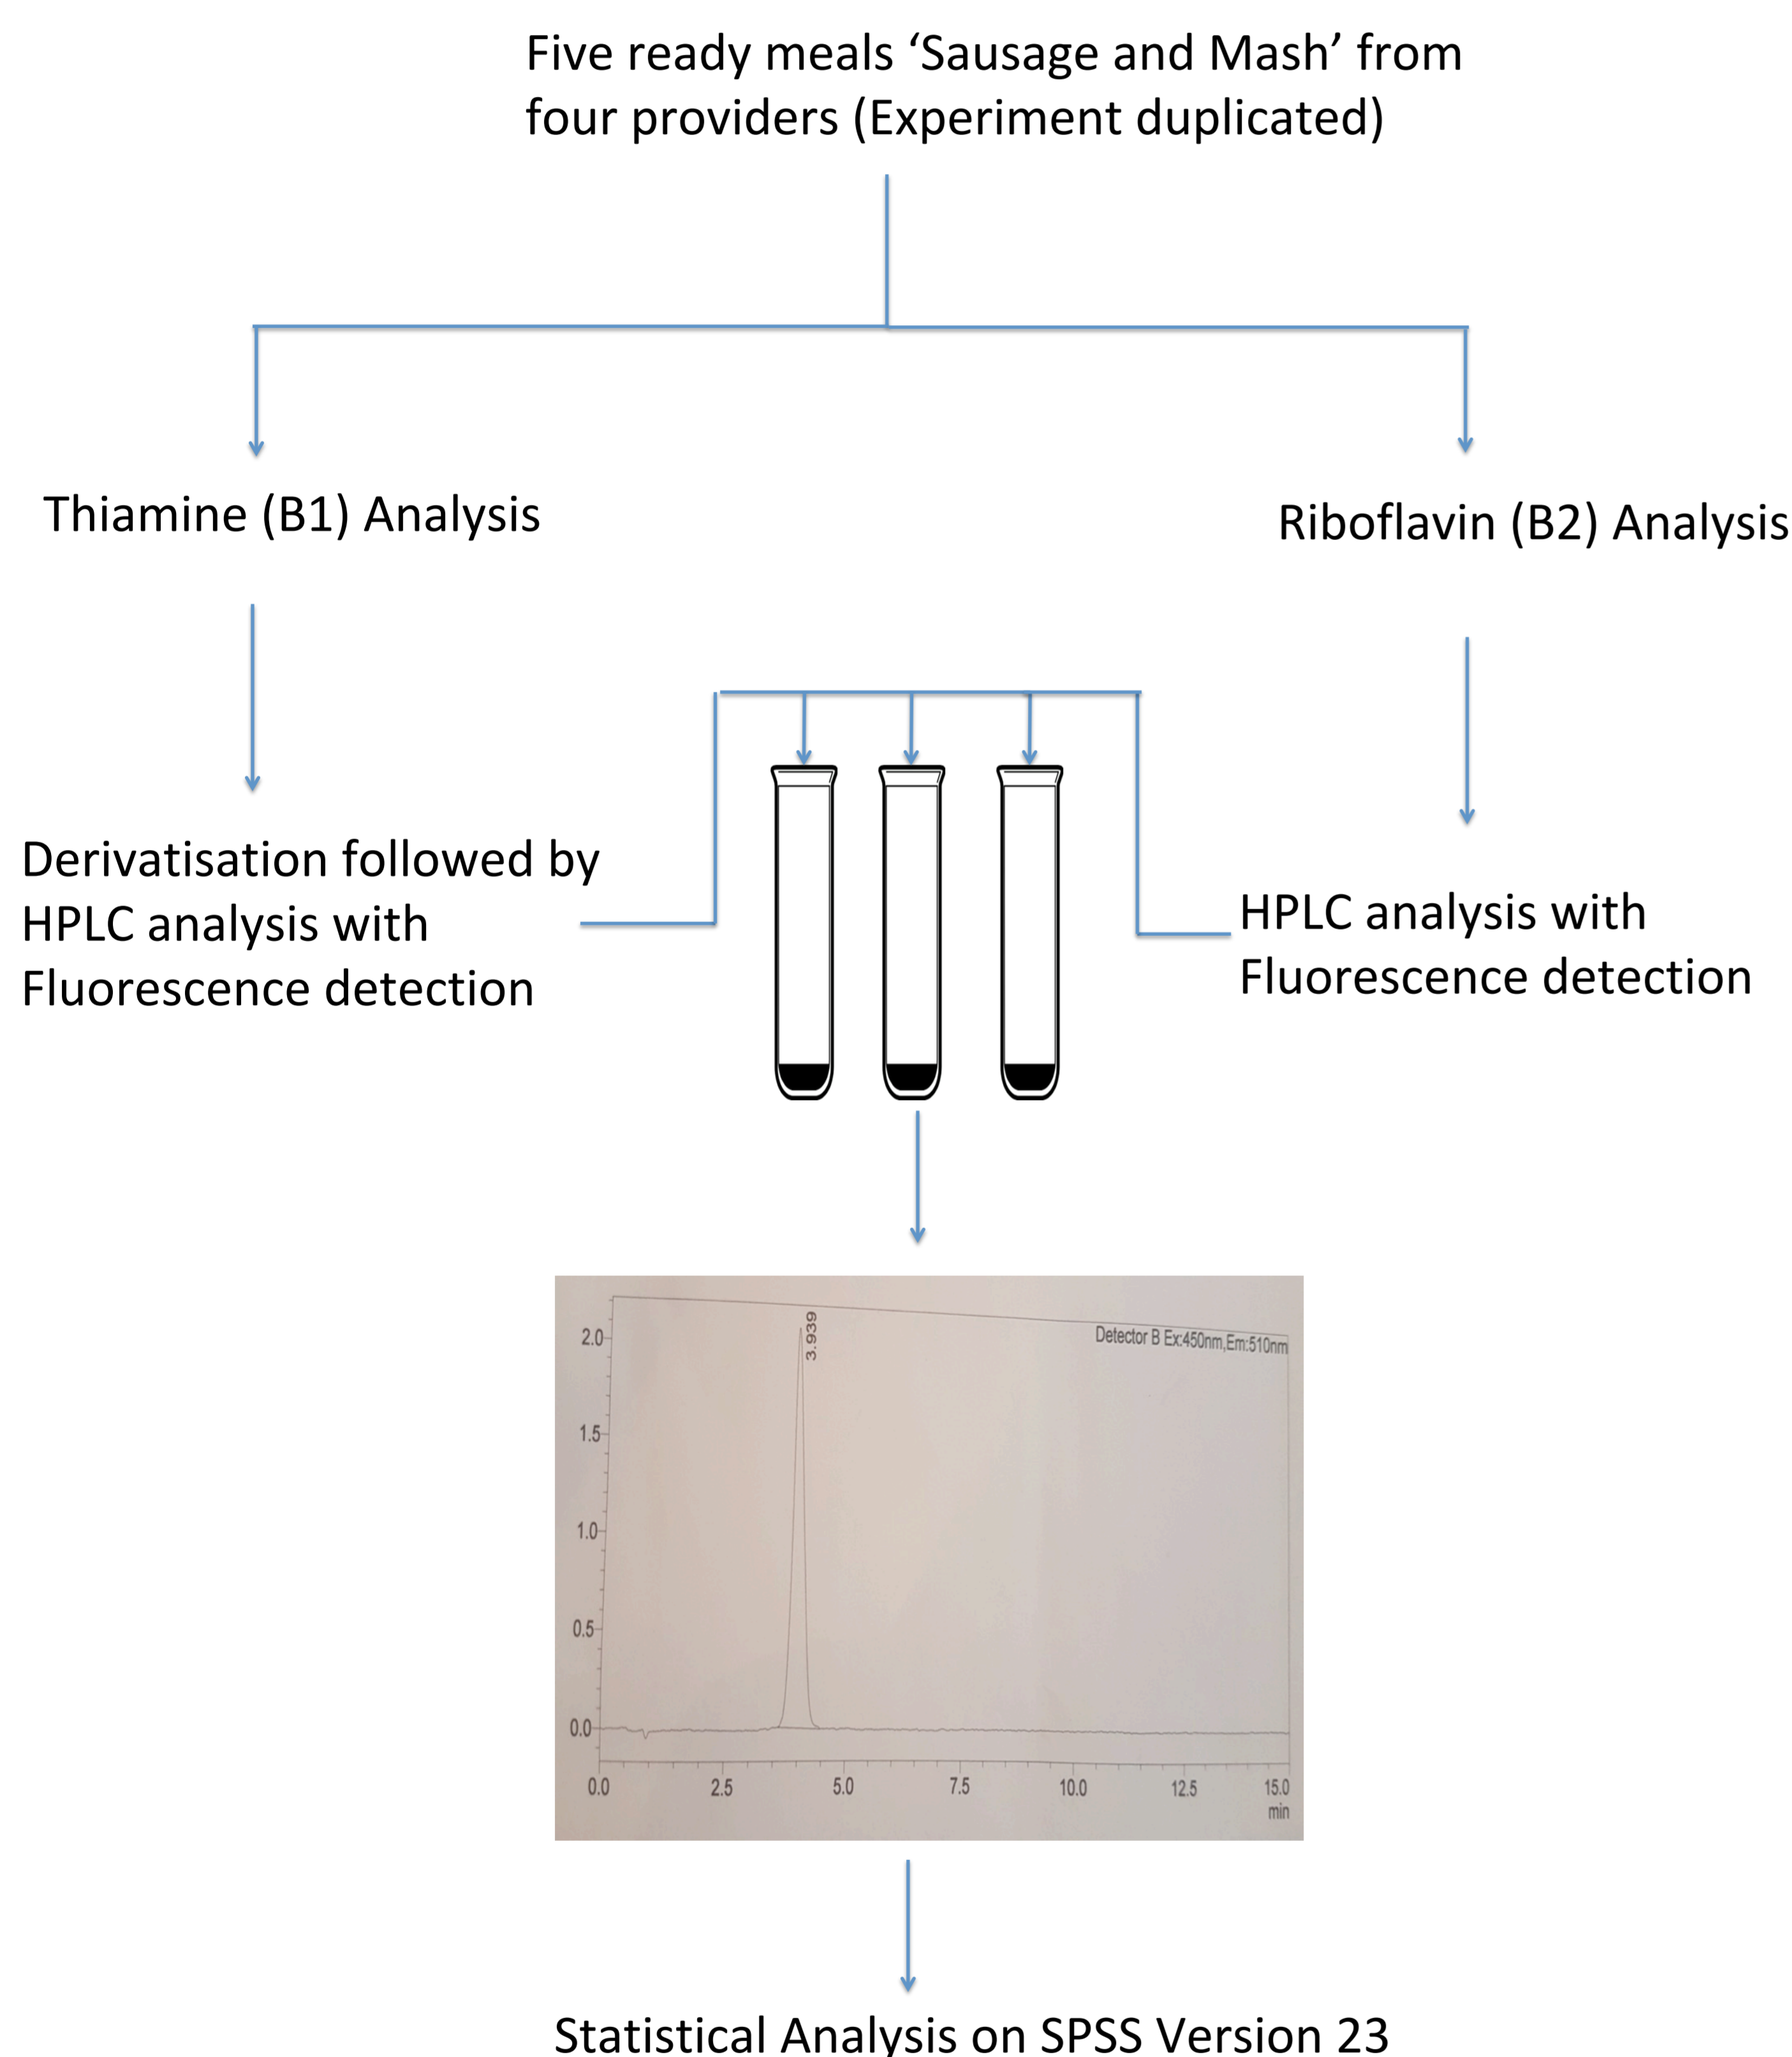 Five ready meals ‘Sausage and Mash’ from
four providers (Experiment duplicated)
Thiamine (B1) Analysis
Riboflavin (B2) Analysis
Derivatisation followed by
HPLC analysis with
Fluorescence detection
HPLC analysis with
Fluorescence detection
3.939
Detector B Ex:450nm,Em:510nm
2.0
1.5
1.0
0.5
0.0
0.0 2.5 5.0 7.5 10.0 12.5 15.0
min
Statistical Analysis on SPSS Version 23